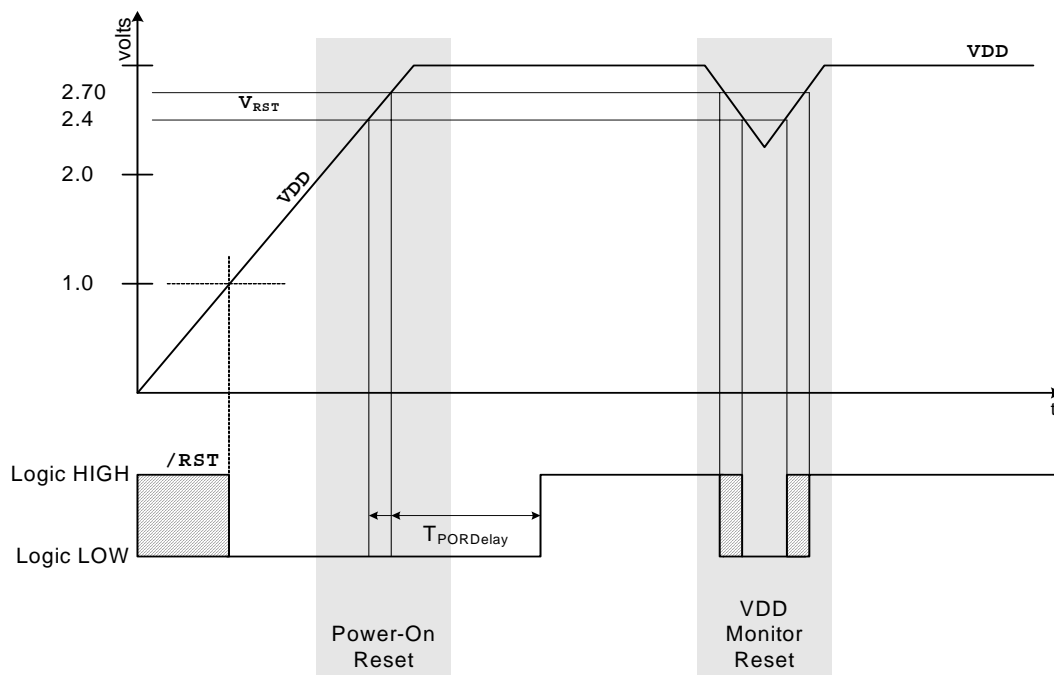 volts
VDD
2.70
V_RST
2.4
2.0
VDD
1.0
t
/RST
Logic HIGH
T_PORDelay
Logic LOW
Power-On
Reset
VDD
Monitor
Reset